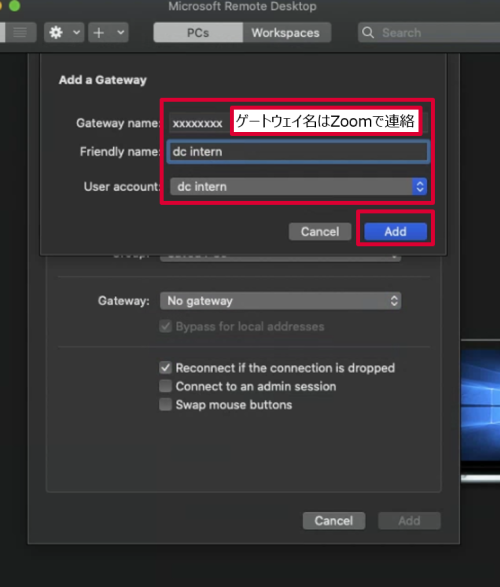 Microsoft Remote Desktop
PCs Workspaces Search
Add a Gateway
Gateway name: xxxxxxxx ゲートウェイ名はZoomで連絡
Friendly name: dc intern
User account: dc intern
Cancel Add
Group:
Gateway: No gateway
Bypass for local addresses
Reconnect if the connection is dropped
Connect to an admin session
Swap mouse buttons
Cancel Add